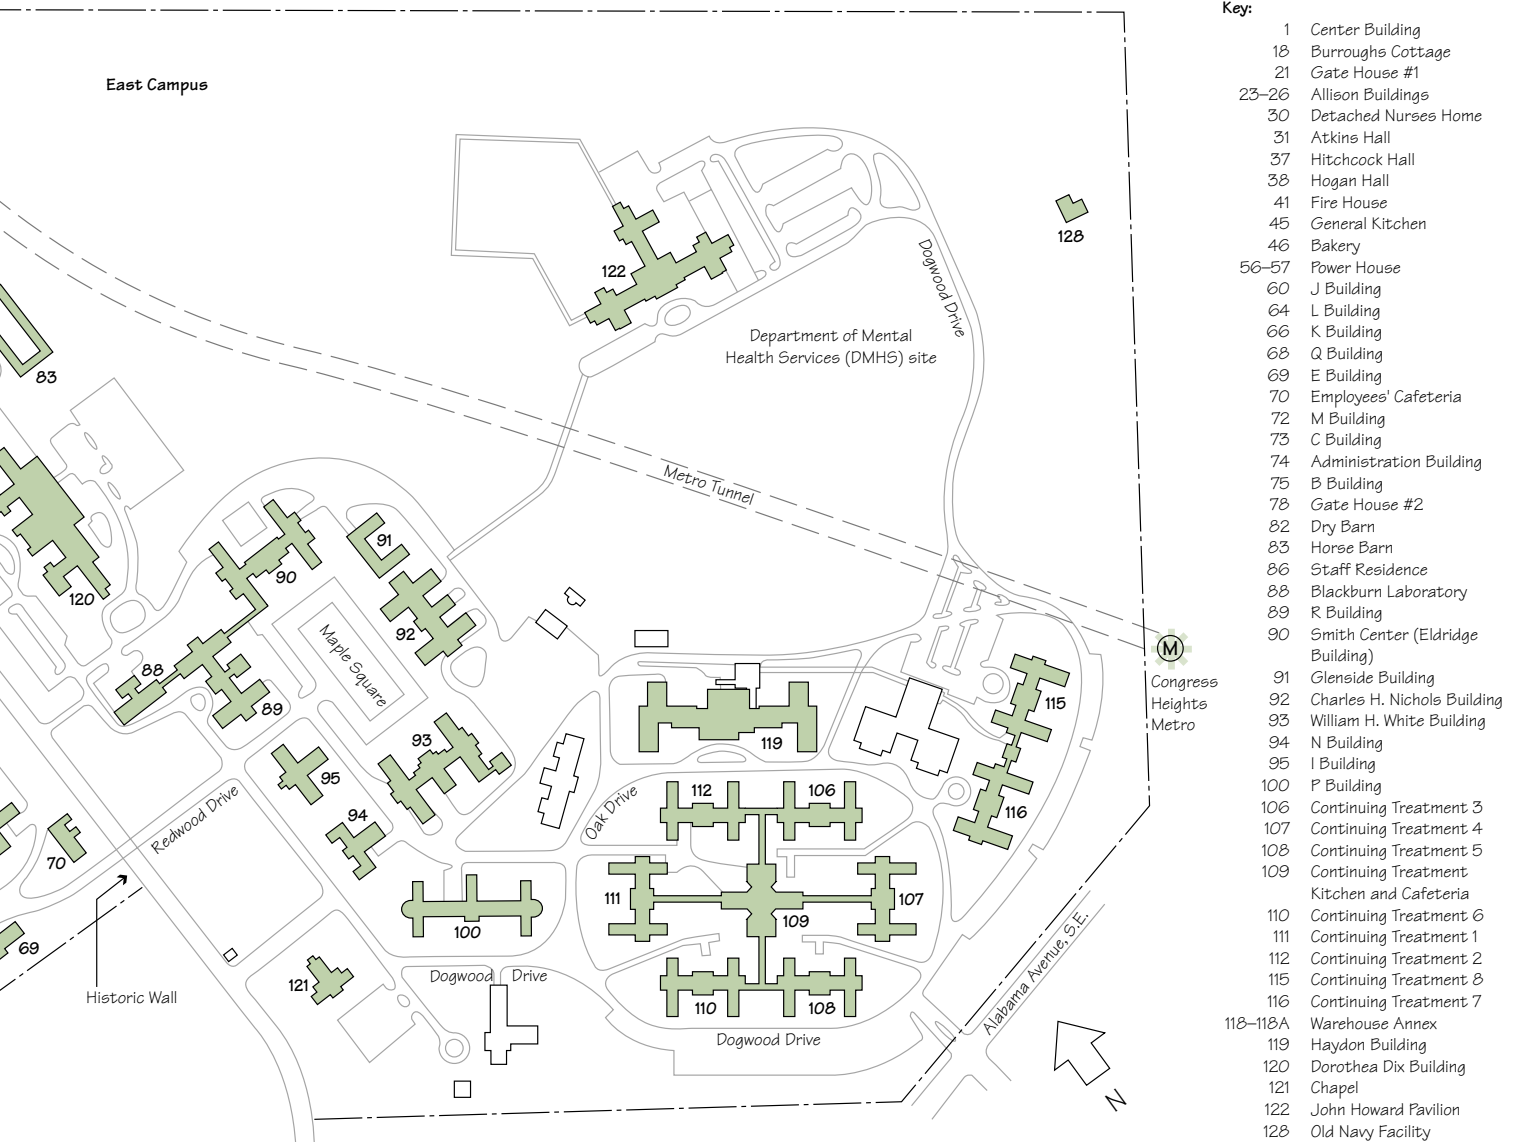 East Campus
128
122
Dogwood Drive
Department of Mental
Health Services (DMHS) site
83
Metro Tunnel
91
90
120
92
Maple Square
88
89
M
Congress
Heights
Metro
115
93
119
95
112
106
116
94
Redwood Drive
Oak Drive
70
111
107
109
100
69
121
Dogwood Drive
Historic Wall
110
108
Dogwood Drive
Alabama Avenue, S.E.
N
Key:
1 Center Building
18 Burroughs Cottage
21 Gate House #1
23–26 Allison Buildings
30 Detached Nurses Home
31 Atkins Hall
37 Hitchcock Hall
38 Hogan Hall
41 Fire House
45 General Kitchen
46 Bakery
56–57 Power House
60 J Building
64 L Building
66 K Building
68 Q Building
69 E Building
70 Employees' Cafeteria
72 M Building
73 C Building
74 Administration Building
75 B Building
78 Gate House #2
82 Dry Barn
83 Horse Barn
86 Staff Residence
88 Blackburn Laboratory
89 R Building
90 Smith Center (Eldridge
Building)
91 Glenside Building
92 Charles H. Nichols Building
93 William H. White Building
94 N Building
95 I Building
100 P Building
106 Continuing Treatment 3
107 Continuing Treatment 4
108 Continuing Treatment 5
109 Continuing Treatment
Kitchen and Cafeteria
110 Continuing Treatment 6
111 Continuing Treatment 1
112 Continuing Treatment 2
115 Continuing Treatment 8
116 Continuing Treatment 7
118–118A Warehouse Annex
119 Haydon Building
120 Dorothea Dix Building
121 Chapel
122 John Howard Pavilion
128 Old Navy Facility